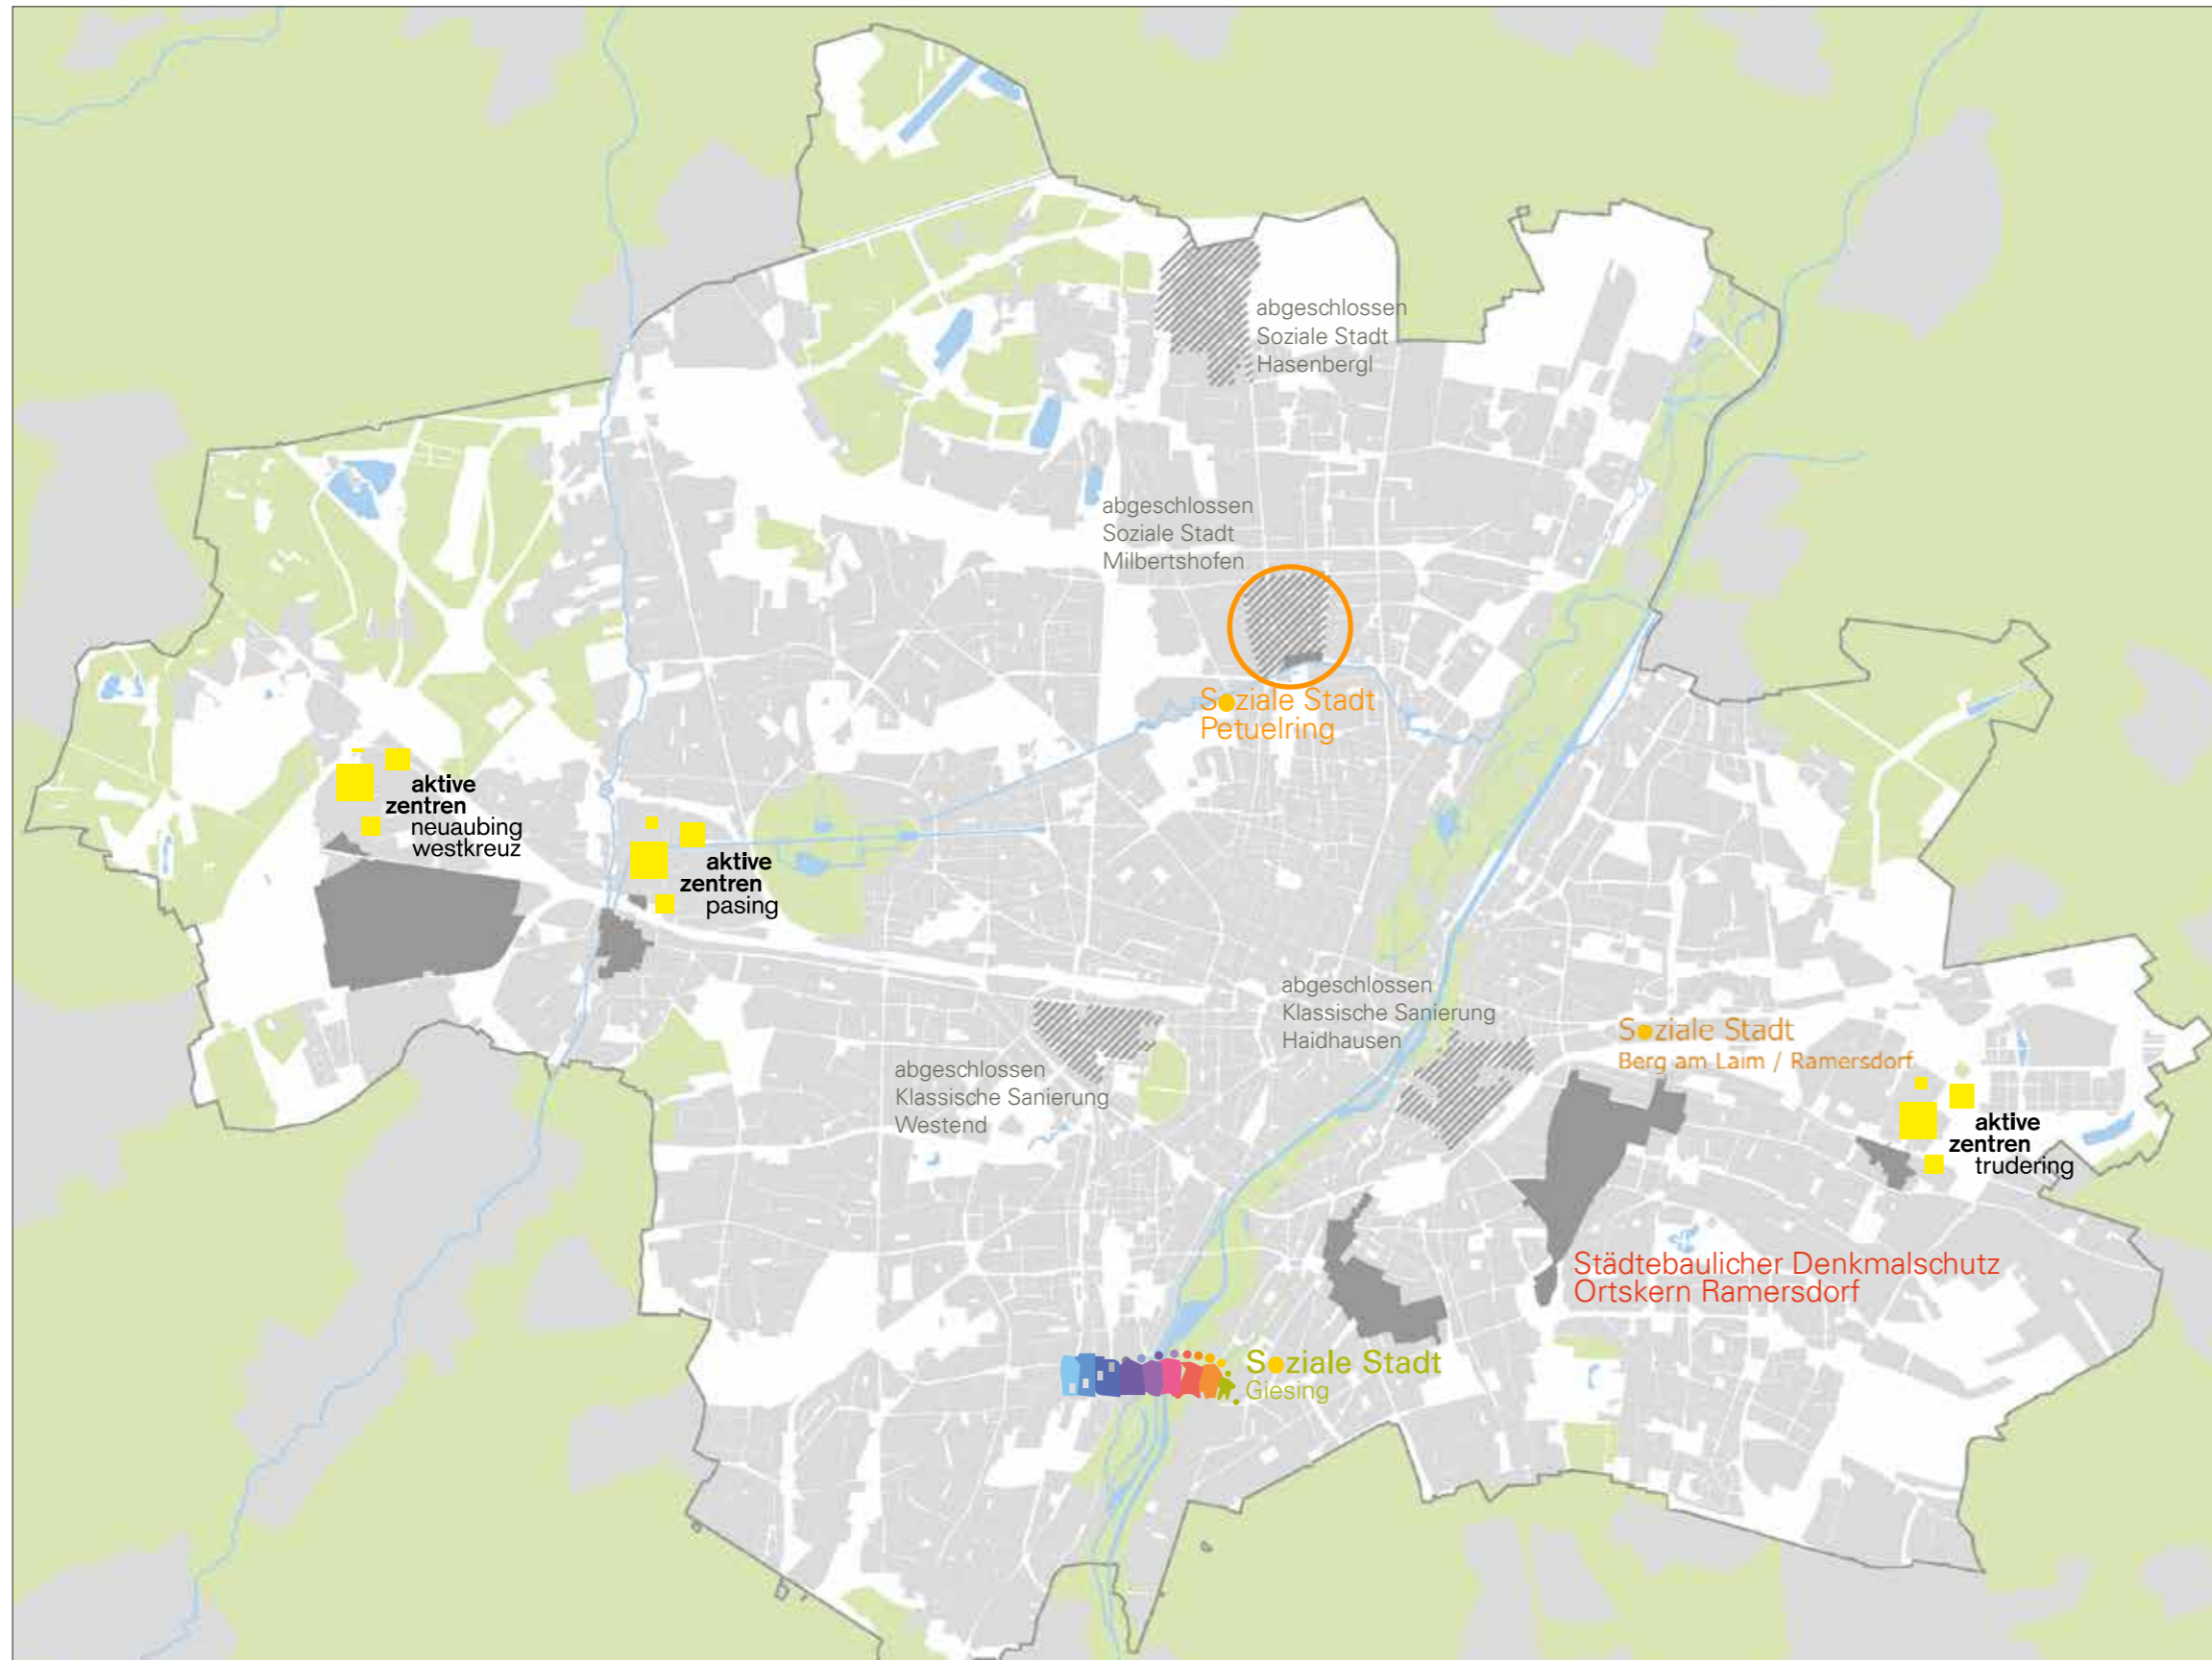 abgeschlossen
Soziale Stadt
Hasenbergl
abgeschlossen
Soziale Stadt
Milbertshofen
Soziale Stadt
Petuelring
aktive
zentren
neuaubing
westkreuz
aktive
zentren
pasing
abgeschlossen
Klassische Sanierung
Haidhausen
Soziale Stadt
Berg am Laim / Ramersdorf
abgeschlossen
Klassische Sanierung
Westend
aktive
zentren
trudering
Städtebaulicher Denkmalschutz
Ortskern Ramersdorf
Soziale Stadt
Giesing